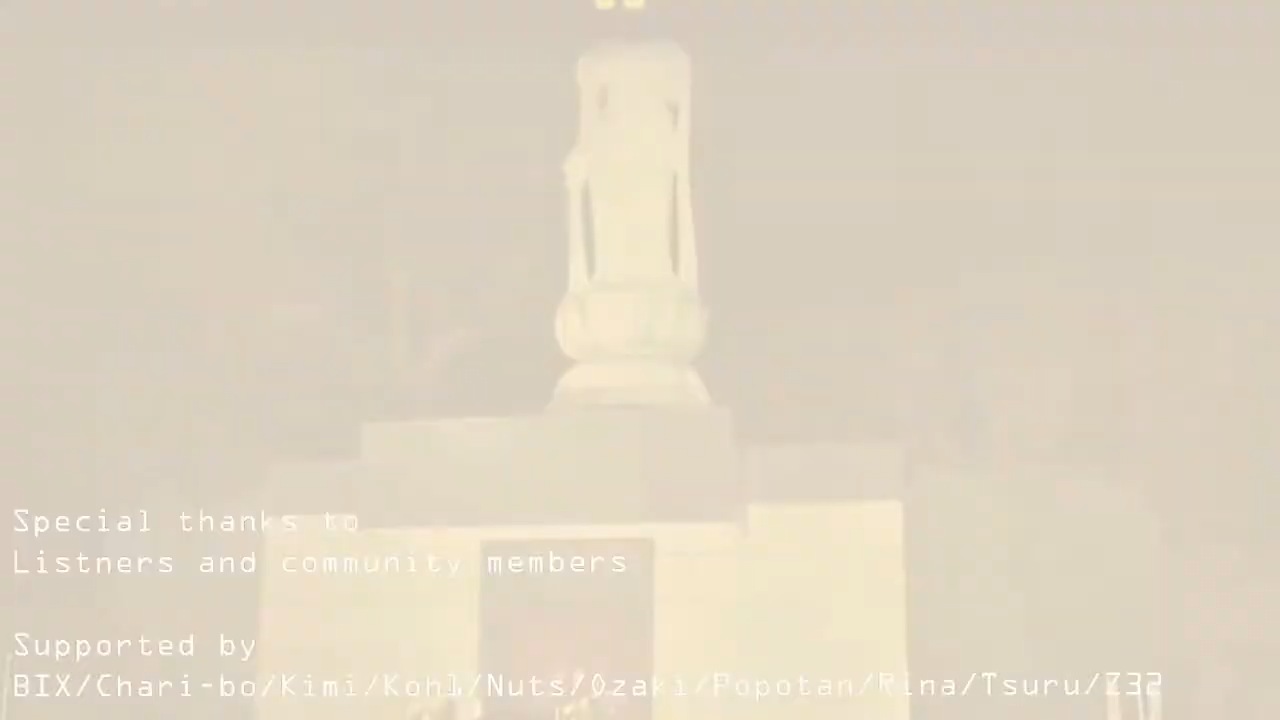 Special thanks to
Listners and community members
Supported by
BIX/Chari-bo/Kimi/Kohl/Nuts/Ozaki/Popotan/Rina/Tsuru/Z32